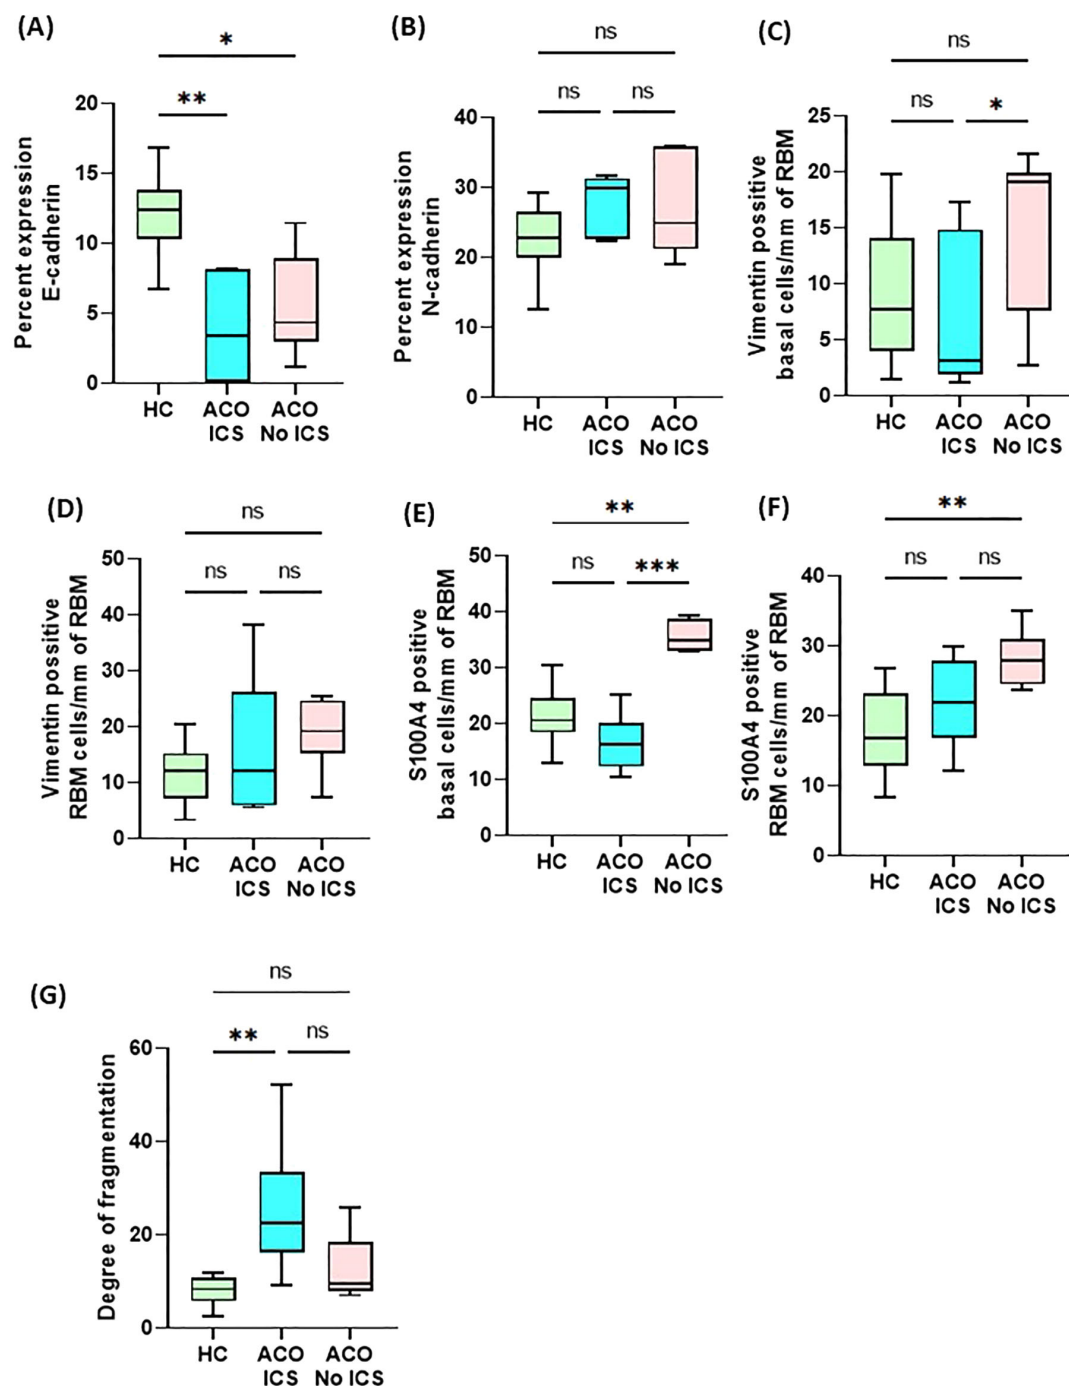 (A)
*
**
Percent expression
E-cadherin
20
15
10
5
0
HC
ACO
ICS
ACO
No ICS
(B)
ns
ns
ns
Percent expression
N-cadherin
40
30
20
10
0
HC
ACO
ICS
ACO
No ICS
(C)
ns
ns
*
Vimentin possitive
basal cells/mm of RBM
25
20
15
10
5
0
HC
ACO
ICS
ACO
No ICS
(D)
ns
ns
ns
Vimentin possitive
RBM cells/mm of RBM
50
40
30
20
10
0
HC
ACO
ICS
ACO
No ICS
(E)
**
ns
***
S100A4 positive
basal cells/mm of RBM
50
40
30
20
10
0
HC
ACO
ICS
ACO
No ICS
(F)
**
ns
ns
S100A4 positive
RBM cells/mm of RBM
40
30
20
10
0
HC
ACO
ICS
ACO
No ICS
(G)
ns
**
ns
Degree of fragmentation
60
40
20
0
HC
ACO
ICS
ACO
No ICS